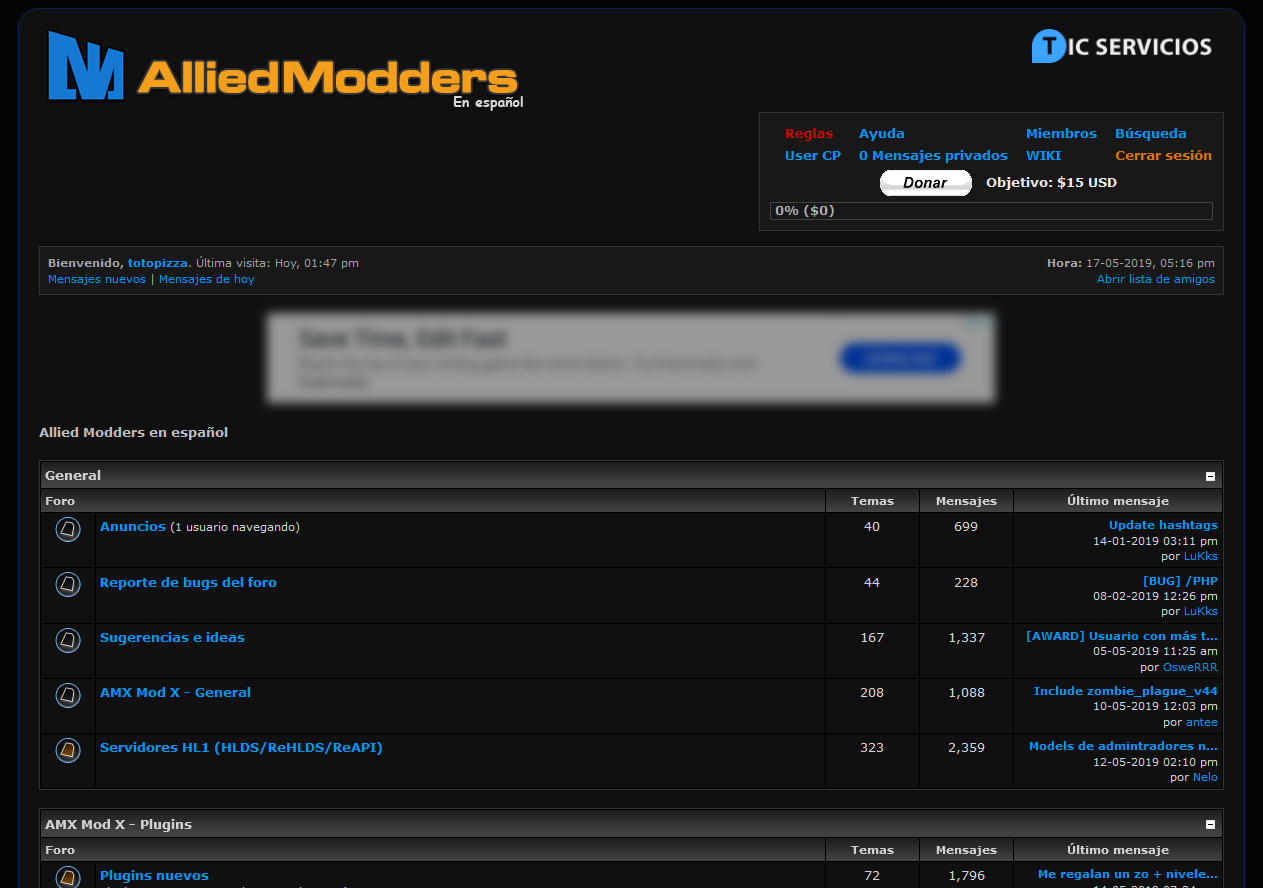 AlliedModders
En español
TIC SERVICIOS
Reglas Ayuda Miembros Búsqueda
User CP 0 Mensajes privados WIKI Cerrar sesión
Donar Objetivo: $15 USD
0% ($0)
Bienvenido, totopizza. Última visita: Hoy, 01:47 pm
Hora: 17-05-2019, 05:16 pm
Mensajes nuevos | Mensajes de hoy
Abrir lista de amigos
Save Time, Edit Fast
Allied Modders en español
General
Foro Temas Mensajes Último mensaje
Anuncios (1 usuario navegando) 40 699 Update hashtags
14-01-2019 03:11 pm
por LuKks
Reporte de bugs del foro 44 228 [BUG] /PHP
08-02-2019 12:26 pm
por LuKks
Sugerencias e ideas 167 1,337 [AWARD] Usuario con más t...
05-05-2019 11:25 am
por OsweRRR
AMX Mod X - General 208 1,088 Include zombie_plague_v44
10-05-2019 12:03 pm
por antee
Servidores HL1 (HLDS/ReHLDS/ReAPI) 323 2,359 Models de admintradores n...
12-05-2019 02:10 pm
por Nelo
AMX Mod X - Plugins
Foro Temas Mensajes Último mensaje
Plugins nuevos 72 1,796 Me regalan un zo + nivele...